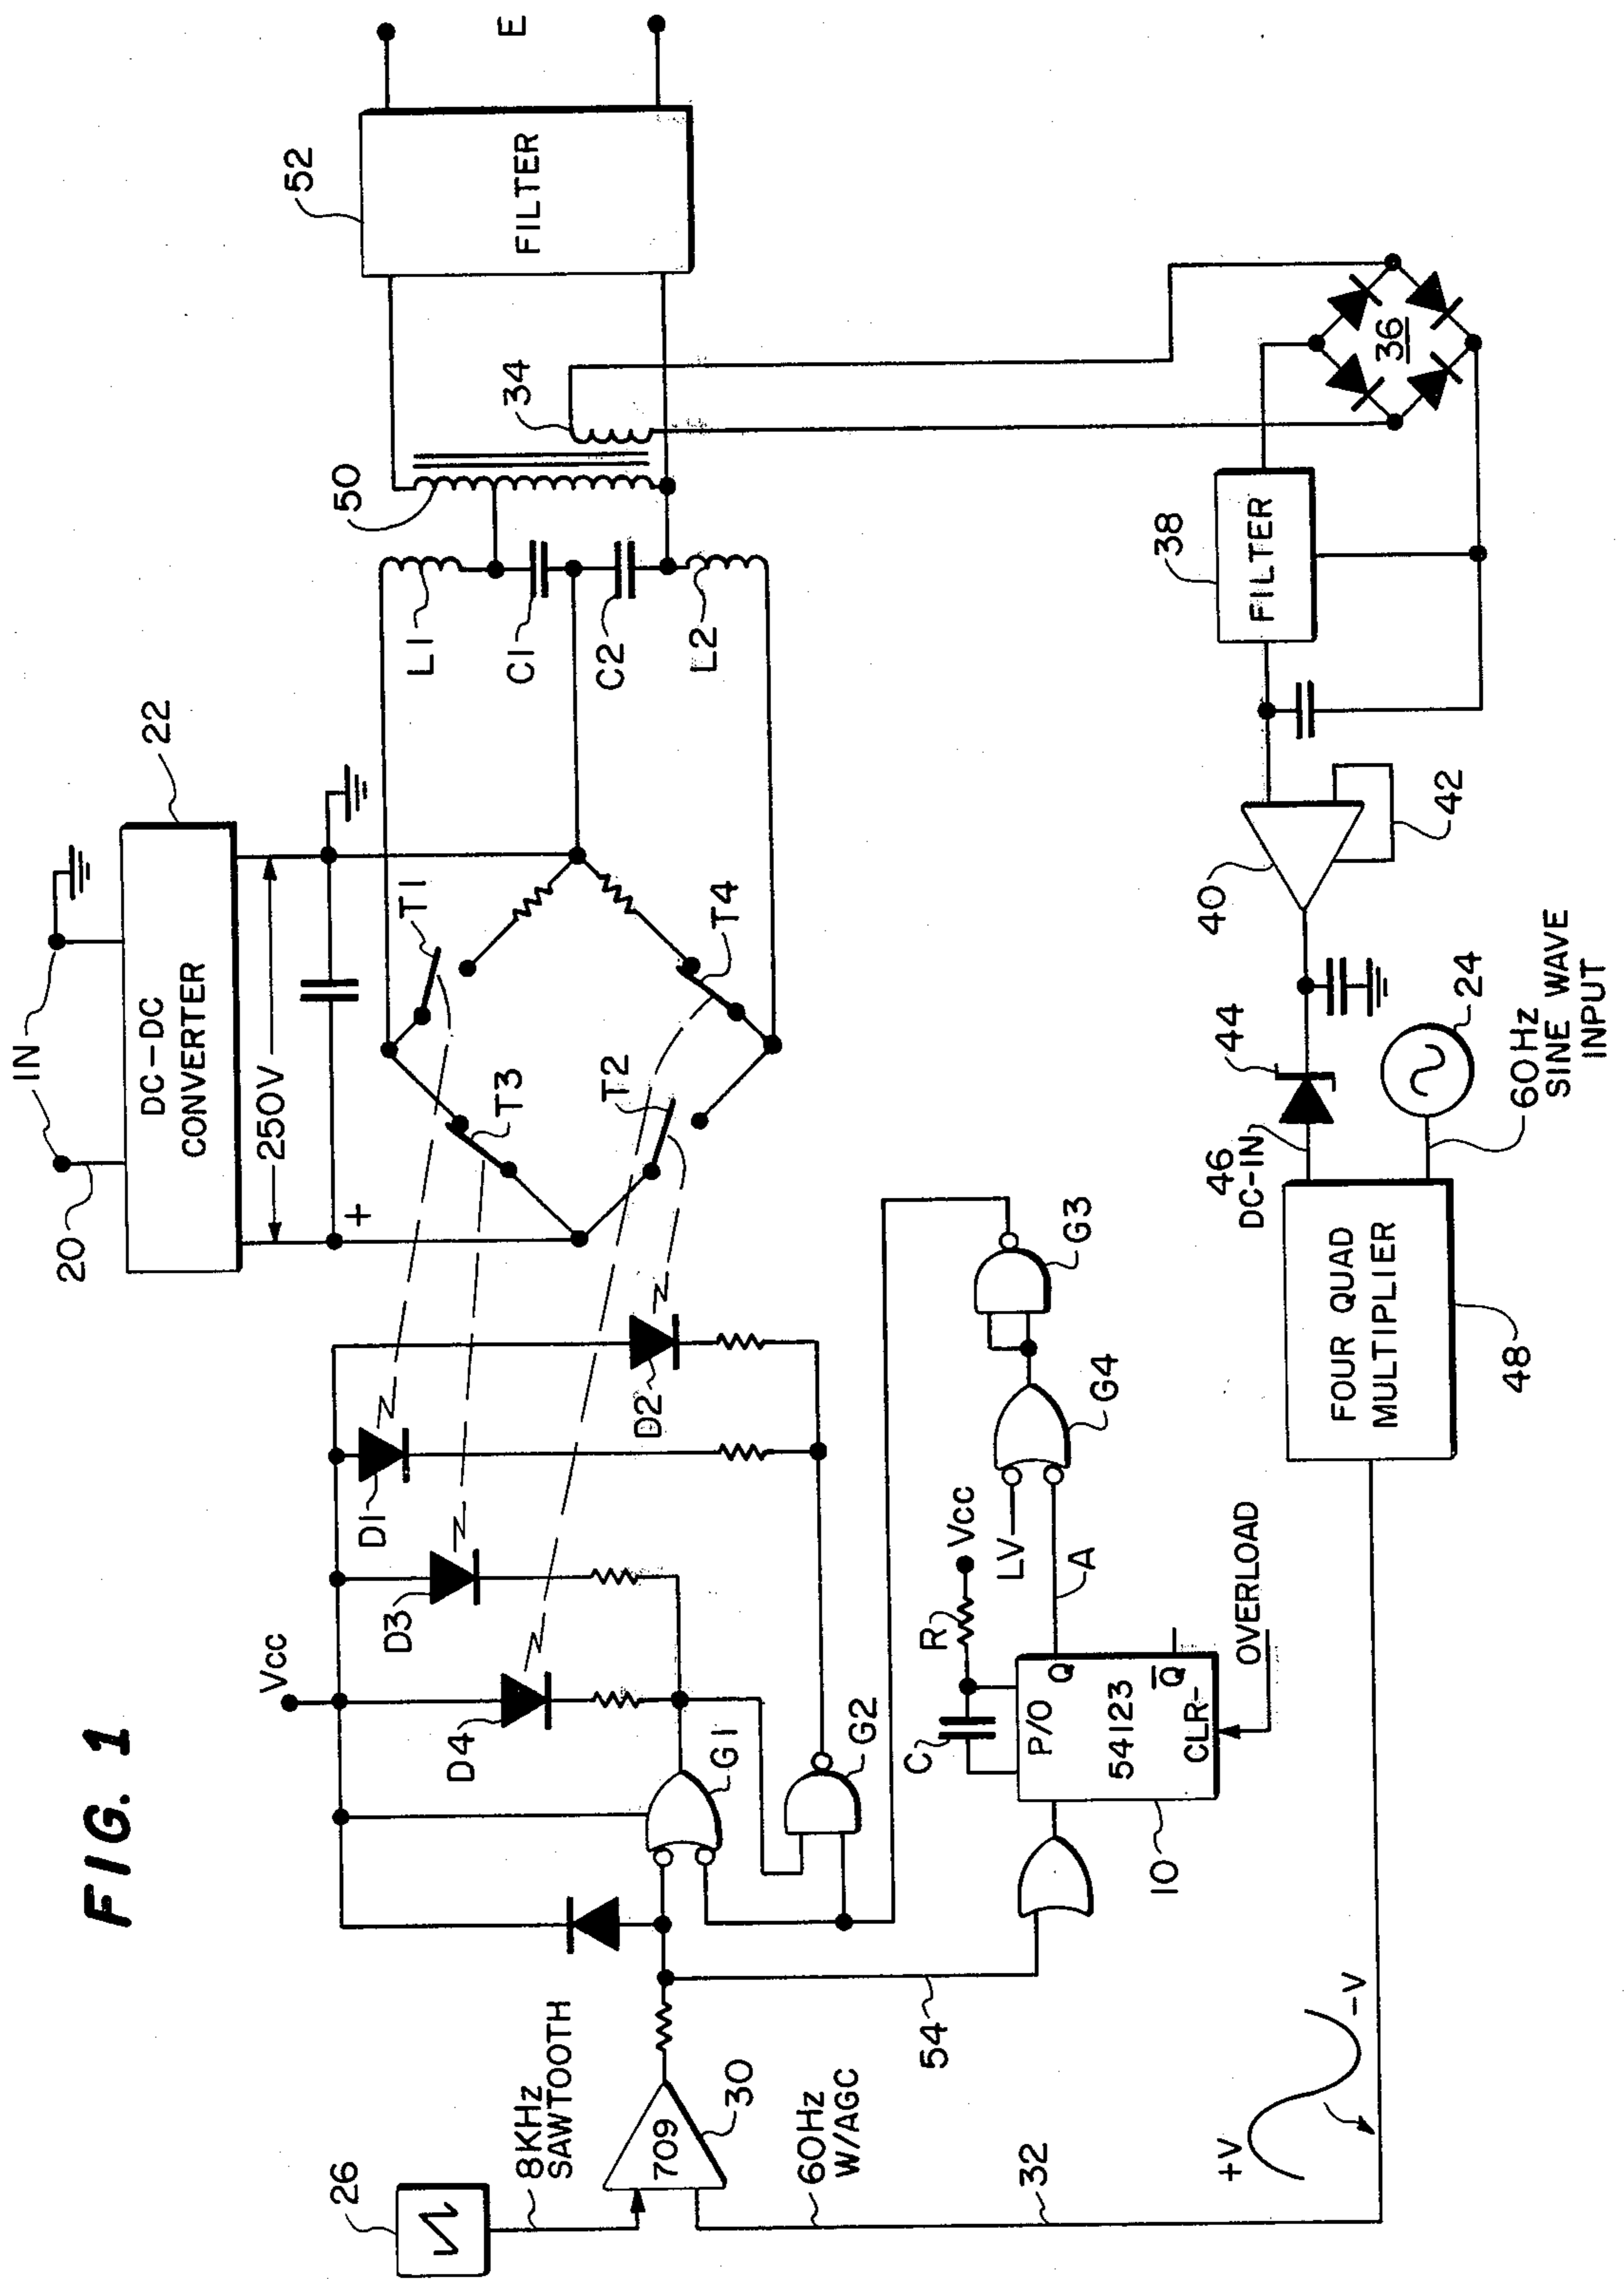 FIG. 1
IN
20
DC-DC
CONVERTER
22
250V
+
Vcc
D4
D3
D1
D2
T1
T3
T2
T4
L1
C1
C2
L2
50
34
52
FILTER
E
26
8KHz
SAWTOOTH
709
30
60Hz
W/AGC
32
54
G1
G2
C
R
Vcc
P/O
Q
54123
Q
CLR-
10
OVERLOAD
A
LV
G4
G3
+V
-V
FOUR QUAD
MULTIPLIER
48
46
DC-IN
44
24
60Hz
SINE WAVE
INPUT
40
42
38
FILTER
36